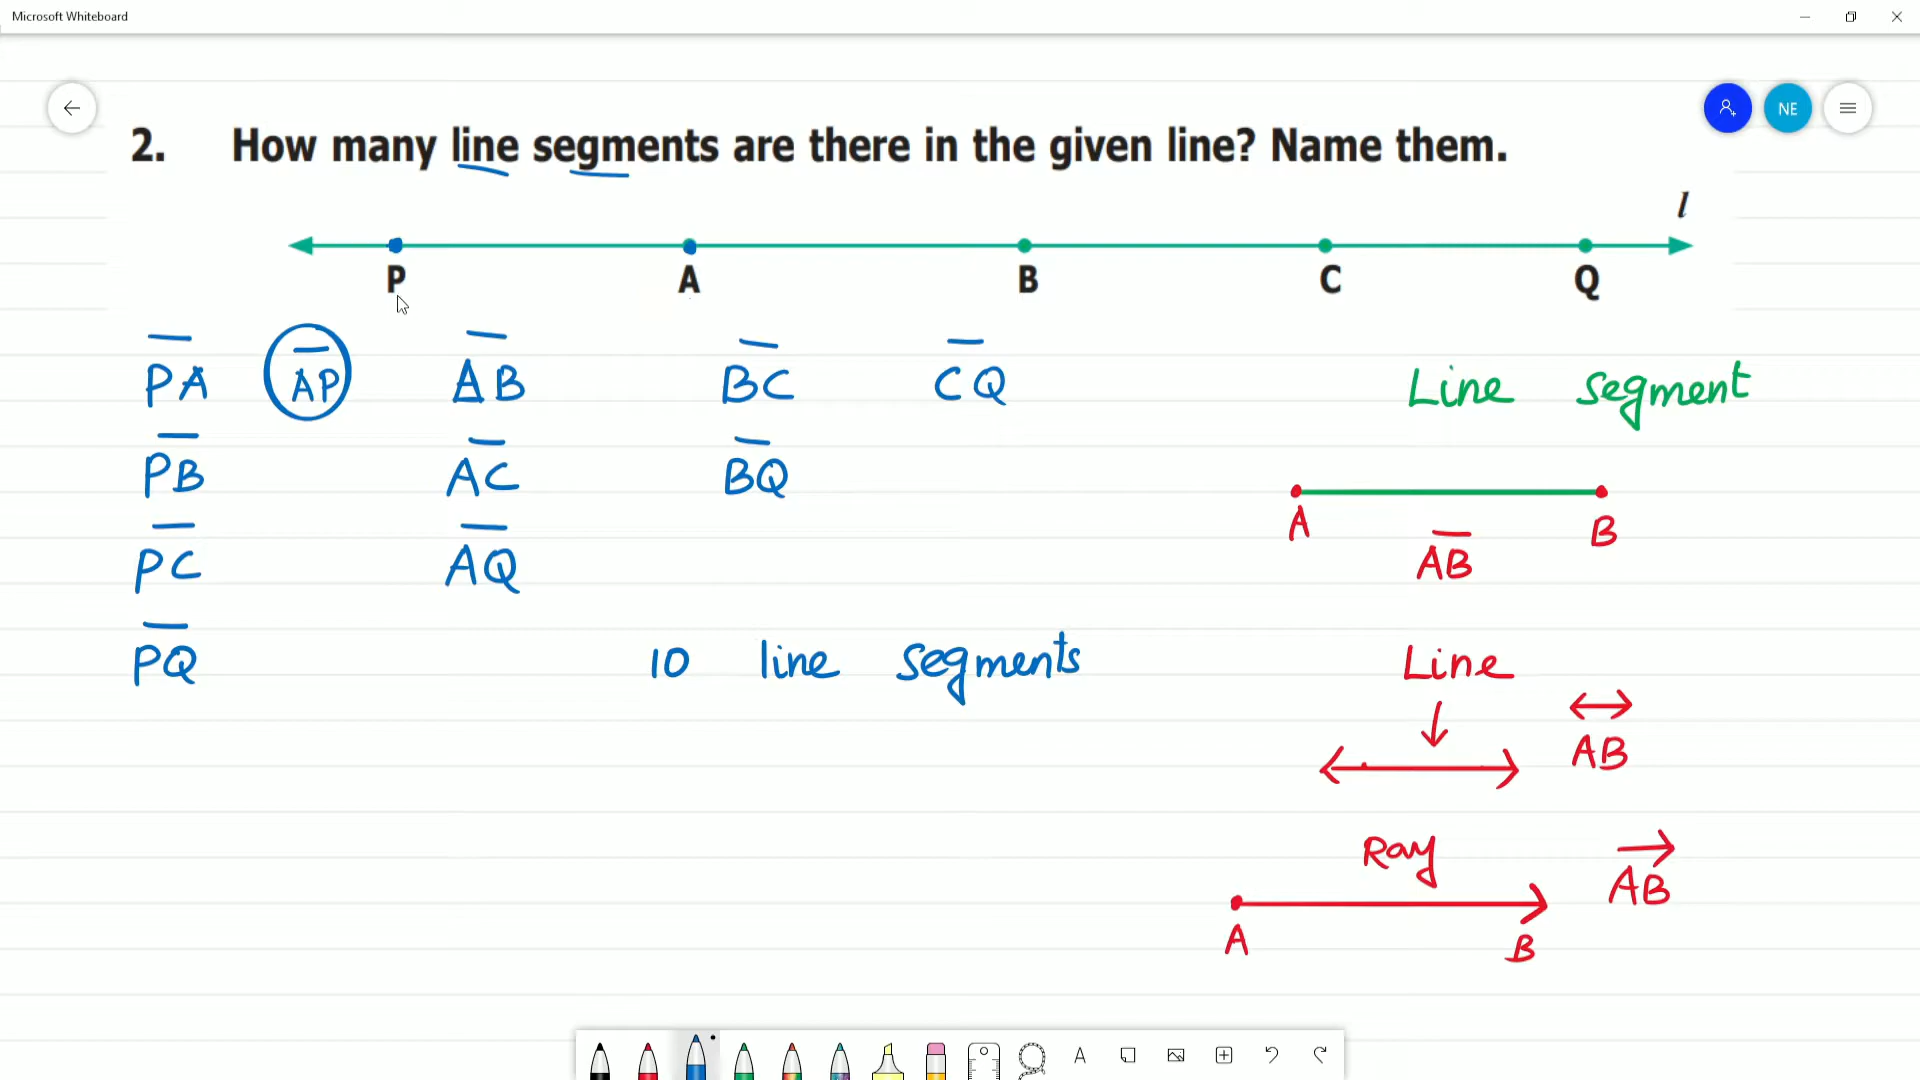 Microsoft Whiteboard
NE
2. How many line segments are there in the given line? Name them.
l
P A B C Q
PA AP AB BC CQ
Line segment
PB AC BQ
A B
PC AQ
AB
PQ 10 line segments
Line
AB
Ray
AB
A B
A